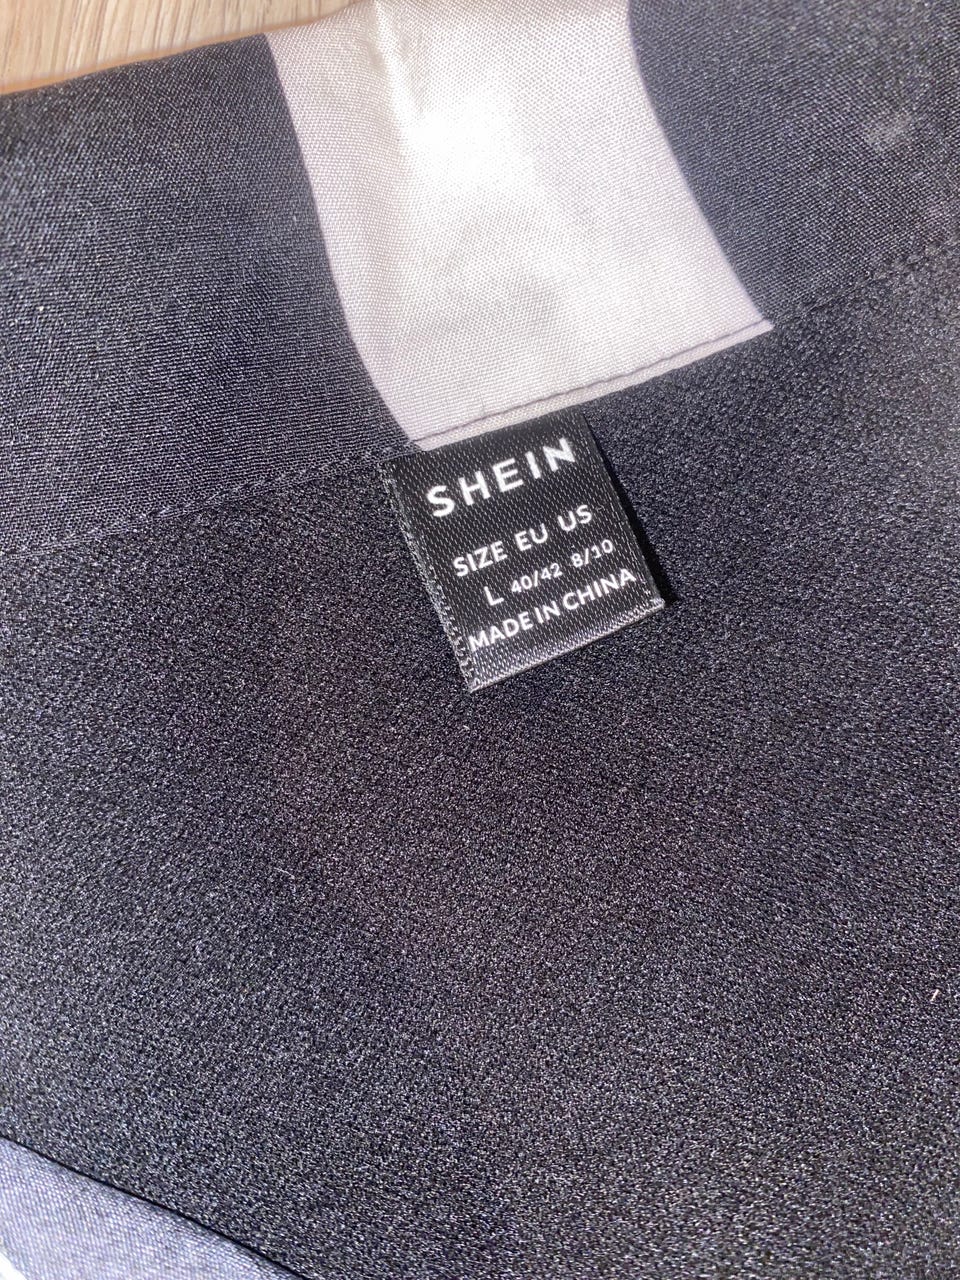 SHEIN
SIZE EU US
L 40/42 8/10
MADE IN CHINA